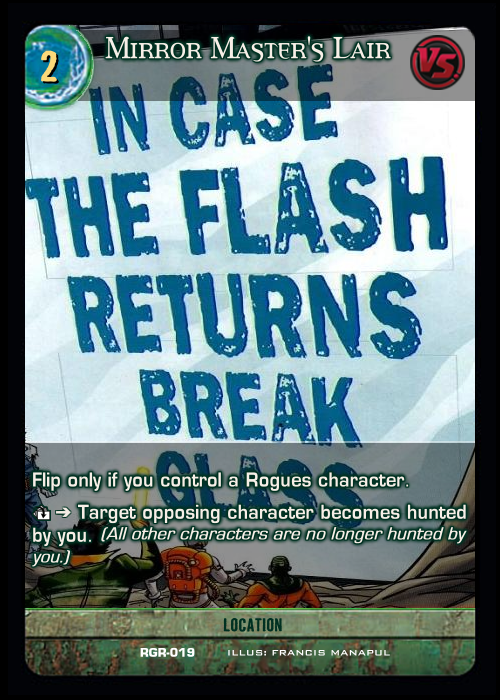 2
Mirror Master's Lair
VS.
IN CASE
THE FLASH
RETURNS
BREAK
GLASS
Flip only if you control a Rogues character.
➔ Target opposing character becomes hunted
by you. (All other characters are no longer hunted by
you.)
LOCATION
RGR-019 ILLUS: FRANCIS MANAPUL